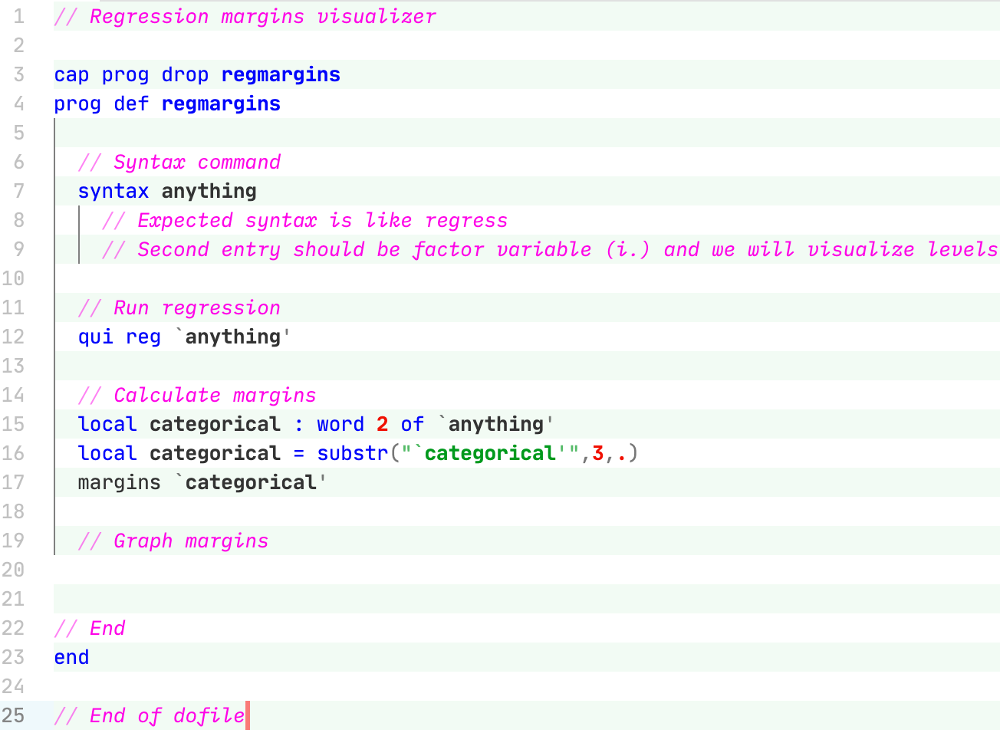 1 // Regression margins visualizer
2
3 cap prog drop regmargins
4 prog def regmargins
5
6 // Syntax command
7 syntax anything
8 // Expected syntax is like regress
9 // Second entry should be factor variable (i.) and we will visualize levels
10
11 // Run regression
12 qui reg `anything'
13
14 // Calculate margins
15 local categorical : word 2 of `anything'
16 local categorical = substr("`categorical'",3,.)
17 margins `categorical'
18
19 // Graph margins
20
21
22 // End
23 end
24
25 // End of dofile